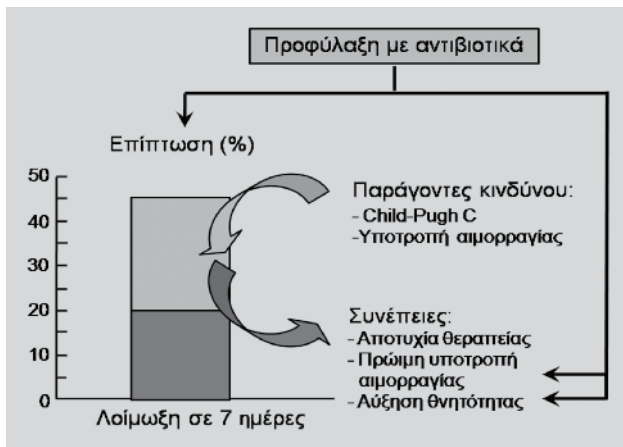 Προφύλαξη με αντιβιοτικά
Επίπτωση (%)
50
40
30
20
10
0
Λοίμωξη σε 7 ημέρες
Παράγοντες κινδύνου:
- Child-Pugh C
- Υποτροπή αιμορραγίας
Συνέπειες:
- Αποτυχία θεραπείας
- Πρώιμη υποτροπή
αιμορραγίας
- Αύξηση θνητότητας